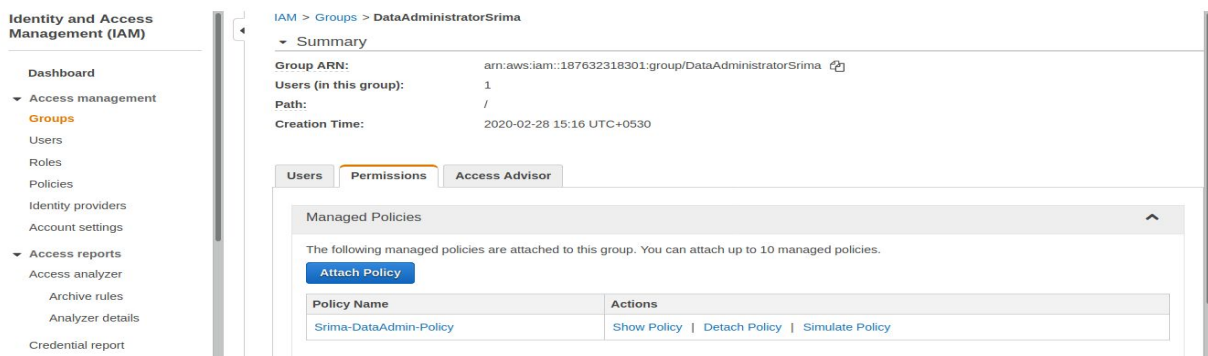 Identity and Access
Management (IAM)
Dashboard
Access management
Groups
Users
Roles
Policies
Identity providers
Account settings
Access reports
Access analyzer
Archive rules
Analyzer details
Credential report
IAM > Groups > DataAdministratorSrima
Summary
Group ARN: arn:aws:iam::187632318301:group/DataAdministratorSrima
Users (in this group): 1
Path: /
Creation Time: 2020-02-28 15:16 UTC+0530
Users Permissions Access Advisor
Managed Policies
The following managed policies are attached to this group. You can attach up to 10 managed policies.
Attach Policy
Policy Name Actions
Srima-DataAdmin-Policy Show Policy | Detach Policy | Simulate Policy